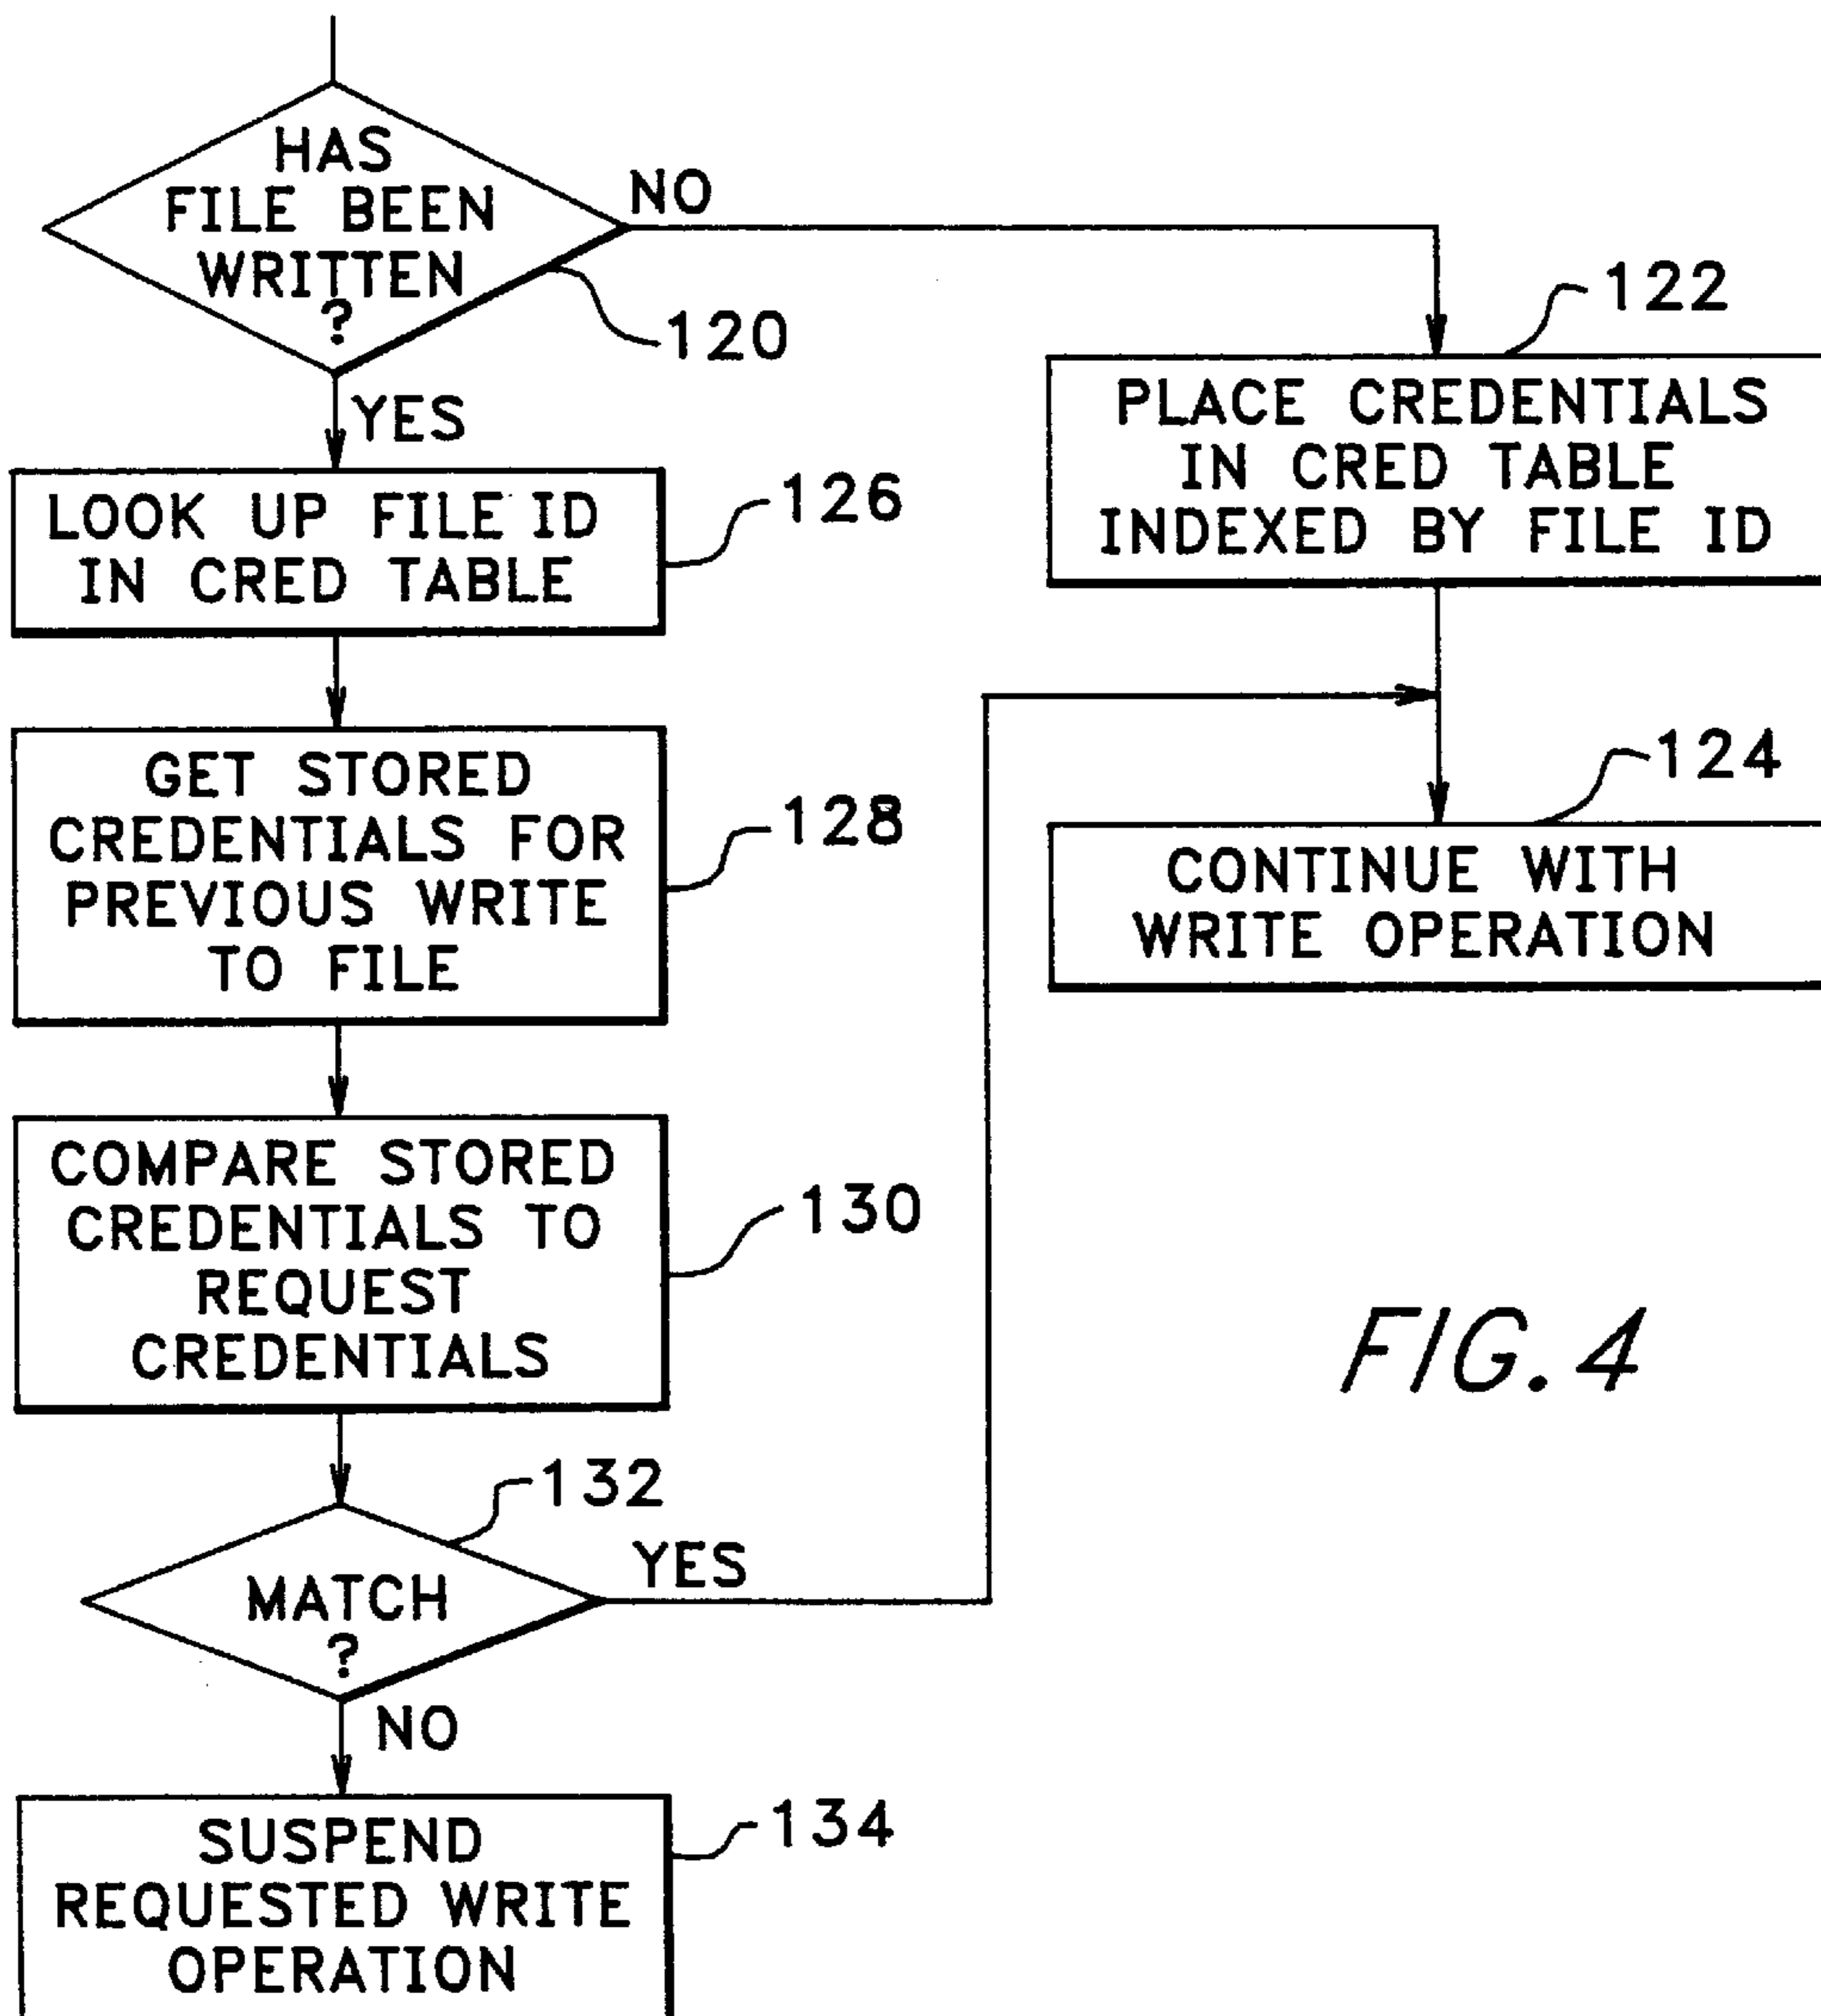 HAS
FILE BEEN
WRITTEN
?
NO
120
YES
122
PLACE CREDENTIALS
IN CRED TABLE
INDEXED BY FILE ID
LOOK UP FILE ID
IN CRED TABLE
126
GET STORED
CREDENTIALS FOR
PREVIOUS WRITE
TO FILE
128
124
CONTINUE WITH
WRITE OPERATION
COMPARE STORED
CREDENTIALS TO
REQUEST
CREDENTIALS
130
FIG. 4
132
MATCH
?
YES
NO
SUSPEND
REQUESTED WRITE
OPERATION
134